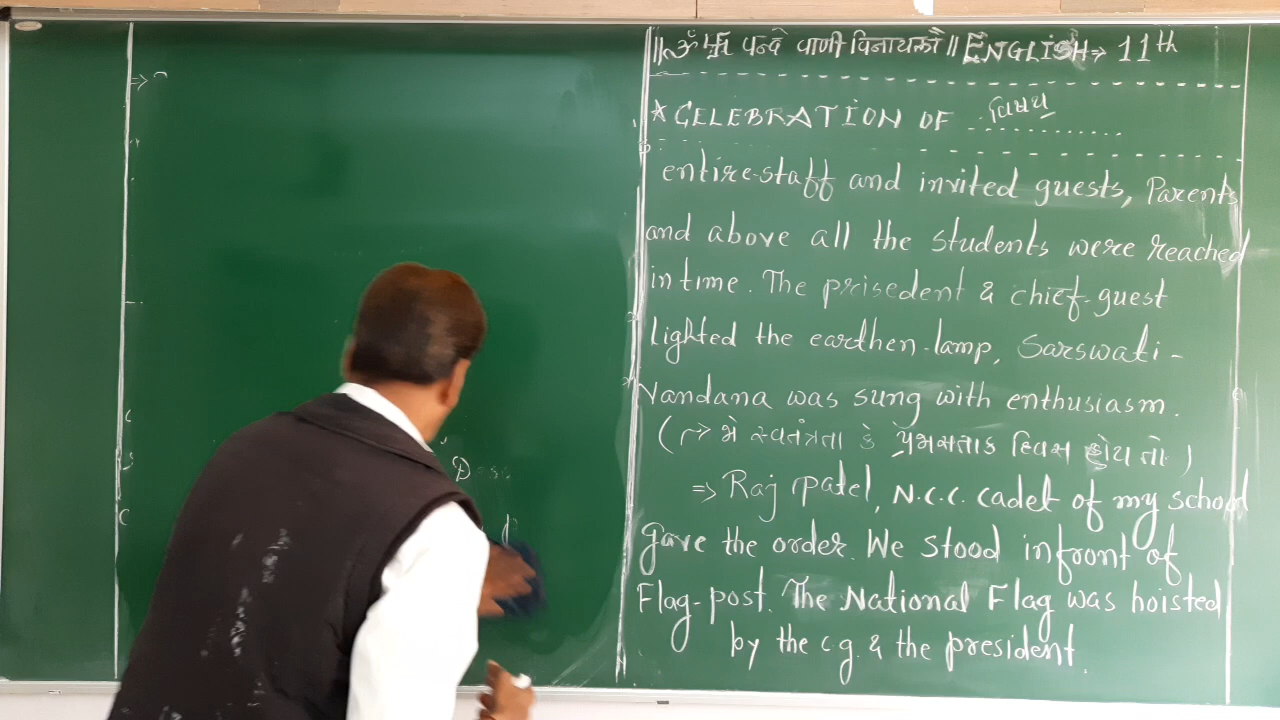 ॥ ॐ 卐 वन्दे वाणी विनायकौ ॥ ENGLISH → 11th
* CELEBRATION OF ..વિષય..........
entire-staff and invited guests, Parents
and above all the students were reached
in time. The prisedent & chief-guest
lighted the earthen-lamp, Sarswati-
Vandana was sung with enthusiasm.
(→ જો સ્વતંત્રતા કે પ્રજાસત્તાક દિવસ હોય તો)
⇒ Raj Patel, N.C.C. cadet of my school
gave the order. We stood infront of
Flag-post. The National Flag was hoisted
by the c.g. & the president.